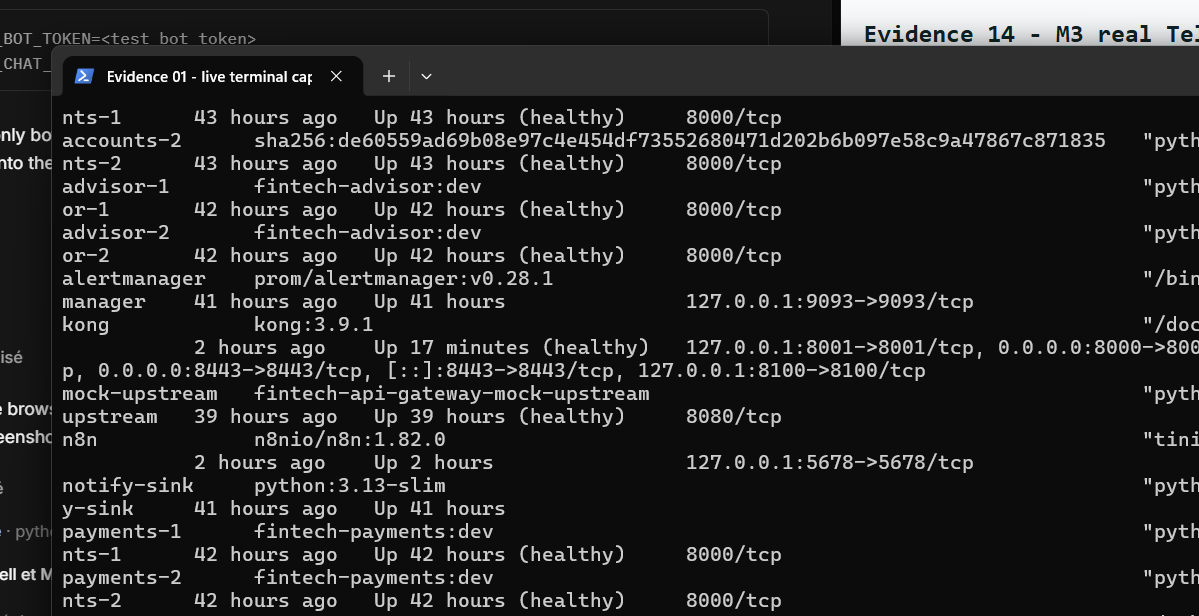 _BOT_TOKEN=<test bot token>
_CHAT_
Evidence 14 - M3 real Tel
Evidence 01 - live terminal cap
nly bo
nto the
isé
e brows
eensho
é
e · pytho
ell et M
nts-1      43 hours ago   Up 43 hours (healthy)     8000/tcp
accounts-2      sha256:de60559ad69b08e97c4e454df73552680471d202b6b097e58c9a47867c871835   "pyth
nts-2      43 hours ago   Up 43 hours (healthy)     8000/tcp
advisor-1       fintech-advisor:dev   "pyth
or-1       42 hours ago   Up 42 hours (healthy)     8000/tcp
advisor-2       fintech-advisor:dev   "pyth
or-2       42 hours ago   Up 42 hours (healthy)     8000/tcp
alertmanager    prom/alertmanager:v0.28.1   "/bin
manager    41 hours ago   Up 41 hours               127.0.0.1:9093->9093/tcp
kong            kong:3.9.1   "/doc
2 hours ago    Up 17 minutes (healthy)   127.0.0.1:8001->8001/tcp, 0.0.0.0:8000->800
p, 0.0.0.0:8443->8443/tcp, [::]:8443->8443/tcp, 127.0.0.1:8100->8100/tcp
mock-upstream   fintech-api-gateway-mock-upstream   "pyth
upstream   39 hours ago   Up 39 hours (healthy)     8080/tcp
n8n             n8nio/n8n:1.82.0   "tini
2 hours ago    Up 2 hours                127.0.0.1:5678->5678/tcp
notify-sink     python:3.13-slim   "pyth
y-sink     41 hours ago   Up 41 hours
payments-1      fintech-payments:dev   "pyth
nts-1      42 hours ago   Up 42 hours (healthy)     8000/tcp
payments-2      fintech-payments:dev   "pyth
nts-2      42 hours ago   Up 42 hours (healthy)     8000/tcp